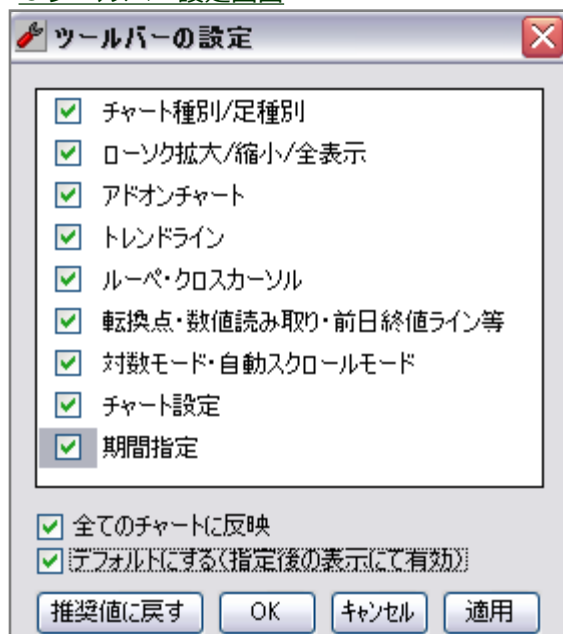 ツールバーの設定
チャート種別/足種別
ローソク拡大/縮小/全表示
アドオンチャート
トレンドライン
ルーペ・クロスカーソル
転換点・数値読み取り・前日終値ライン等
対数モード・自動スクロールモード
チャート設定
期間指定
全てのチャートに反映
デフォルトにする(指定後の表示にて有効)
推奨値に戻す OK キャンセル 適用